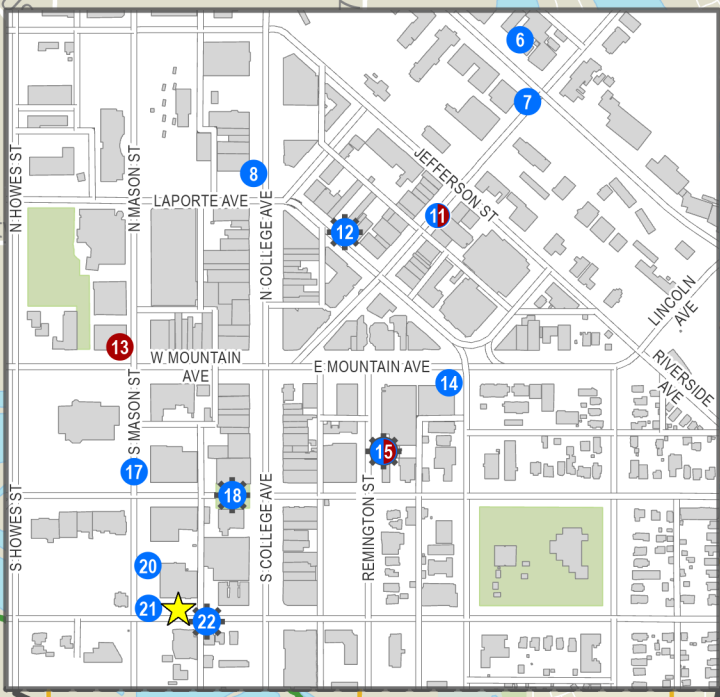 6
7
JEFFERSON ST
8
N HOWES ST
N MASON ST
LAPORTE AVE
N COLLEGE AVE
11
12
LINCOLN
AVE
13
W MOUNTAIN
AVE
E MOUNTAIN AVE
RIVERSIDE
AVE
14
S MASON ST
15
17
18
S HOWES ST
S COLLEGE AVE
REMINGTON ST
20
21
22